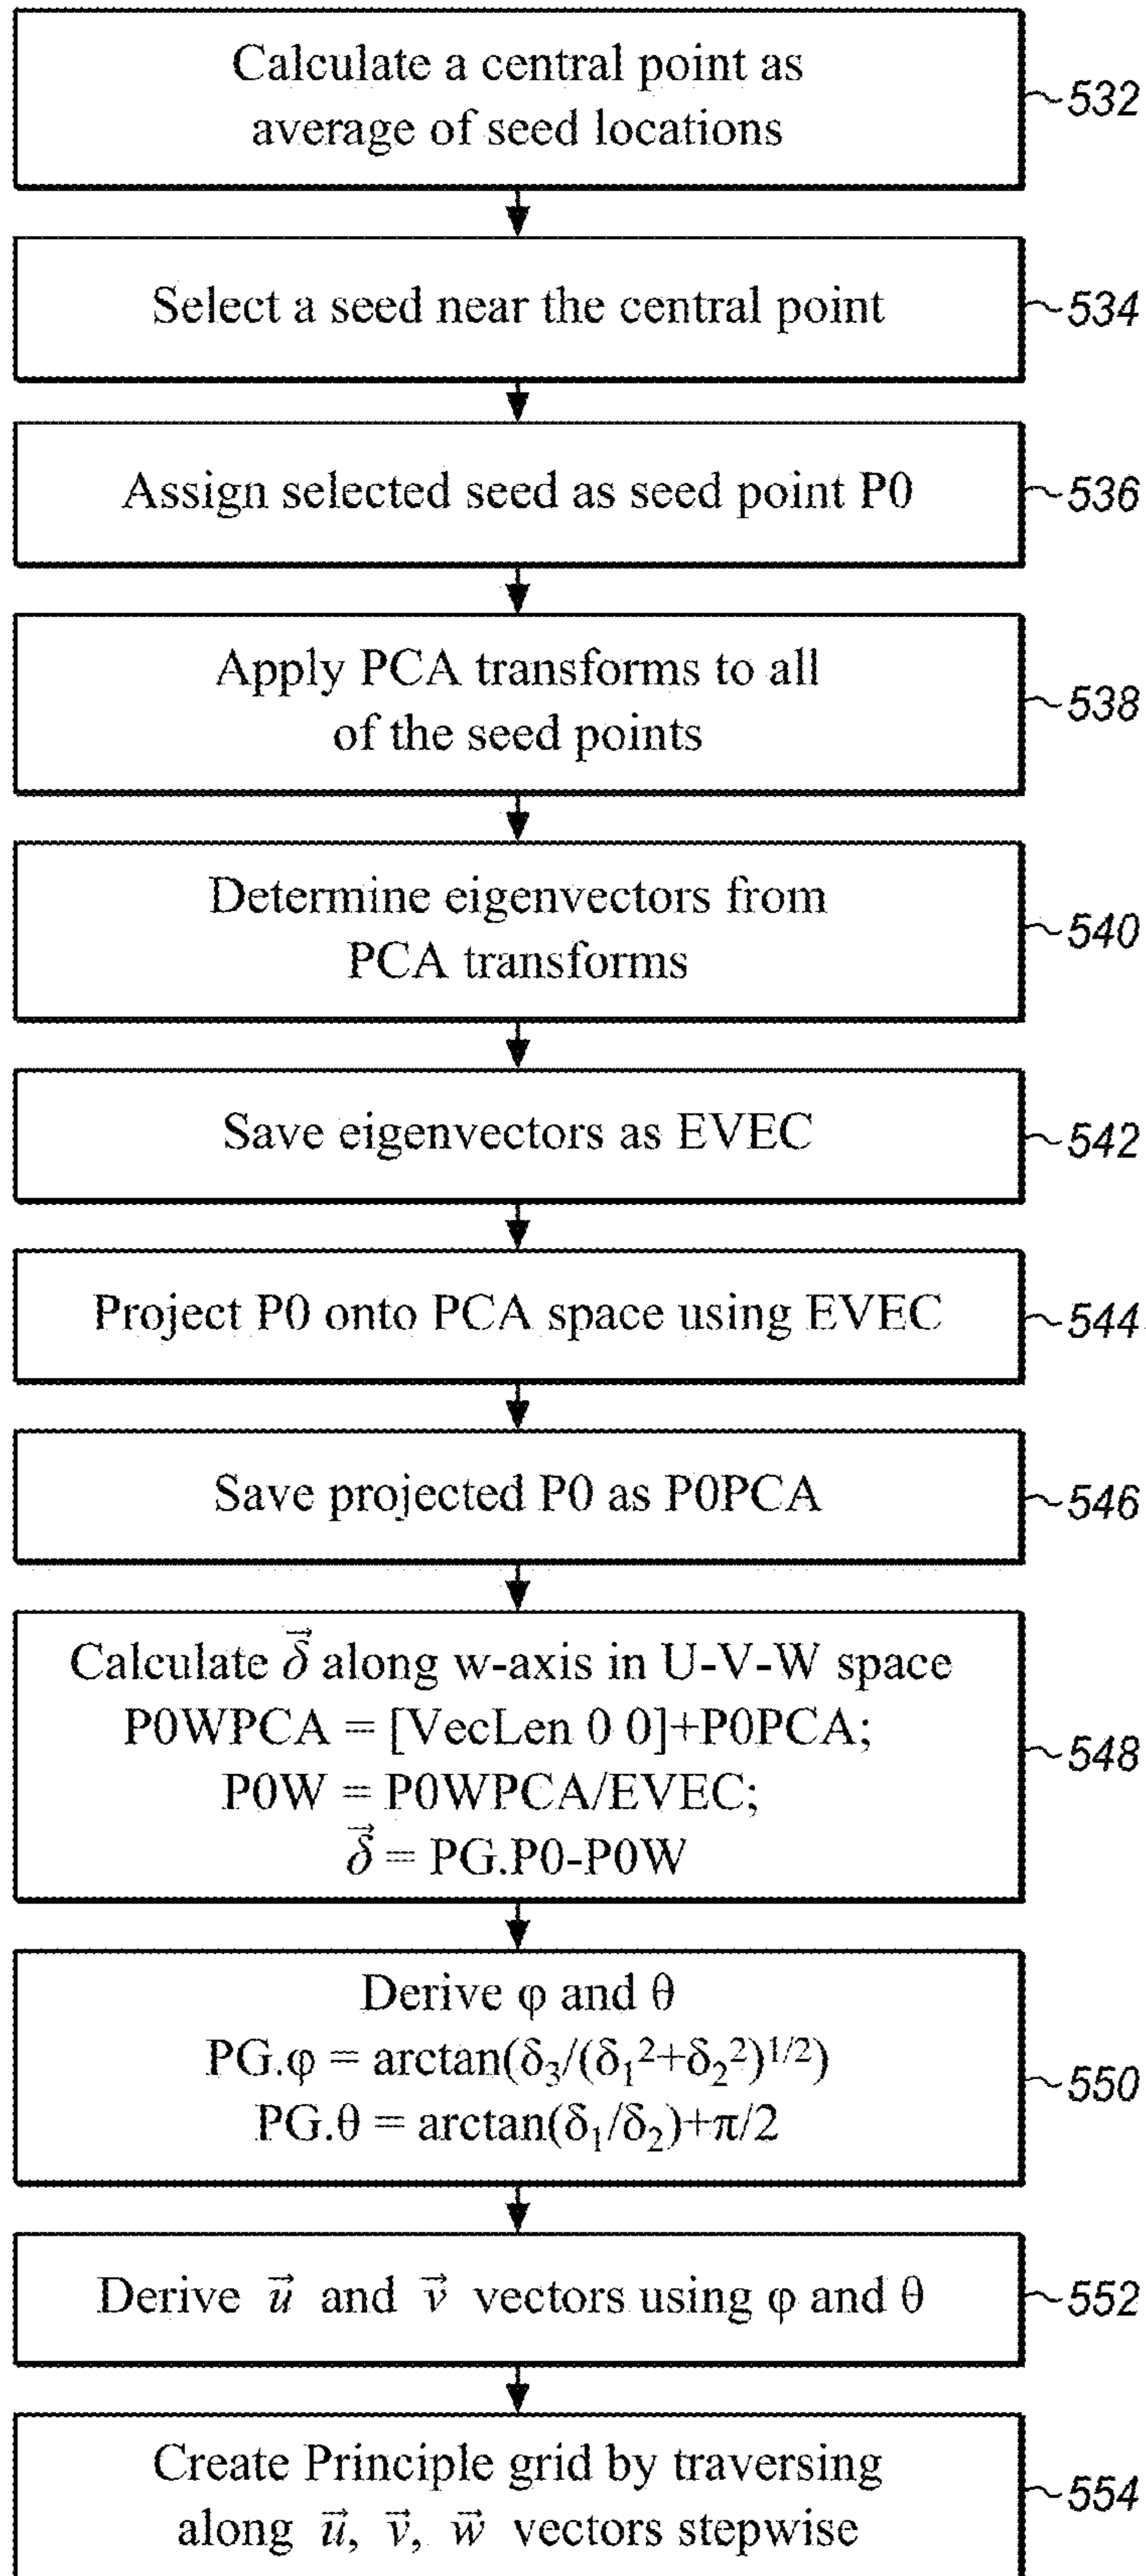 Calculate a central point as
average of seed locations
532
Select a seed near the central point
534
Assign selected seed as seed point P0
536
Apply PCA transforms to all
of the seed points
538
Determine eigenvectors from
PCA transforms
540
Save eigenvectors as EVEC
542
Project P0 onto PCA space using EVEC
544
Save projected P0 as P0PCA
546
Calculate δ⃗ along w-axis in U-V-W space
P0WPCA = [VecLen 0 0]+P0PCA;
P0W = P0WPCA/EVEC;
δ⃗ = PG.P0-P0W
548
Derive φ and θ
PG.φ = arctan(δ₃/(δ₁²+δ₂²)¹/²)
PG.θ = arctan(δ₁/δ₂)+π/2
550
Derive u⃗ and v⃗ vectors using φ and θ
552
Create Principle grid by traversing
along u⃗, v⃗, w⃗ vectors stepwise
554